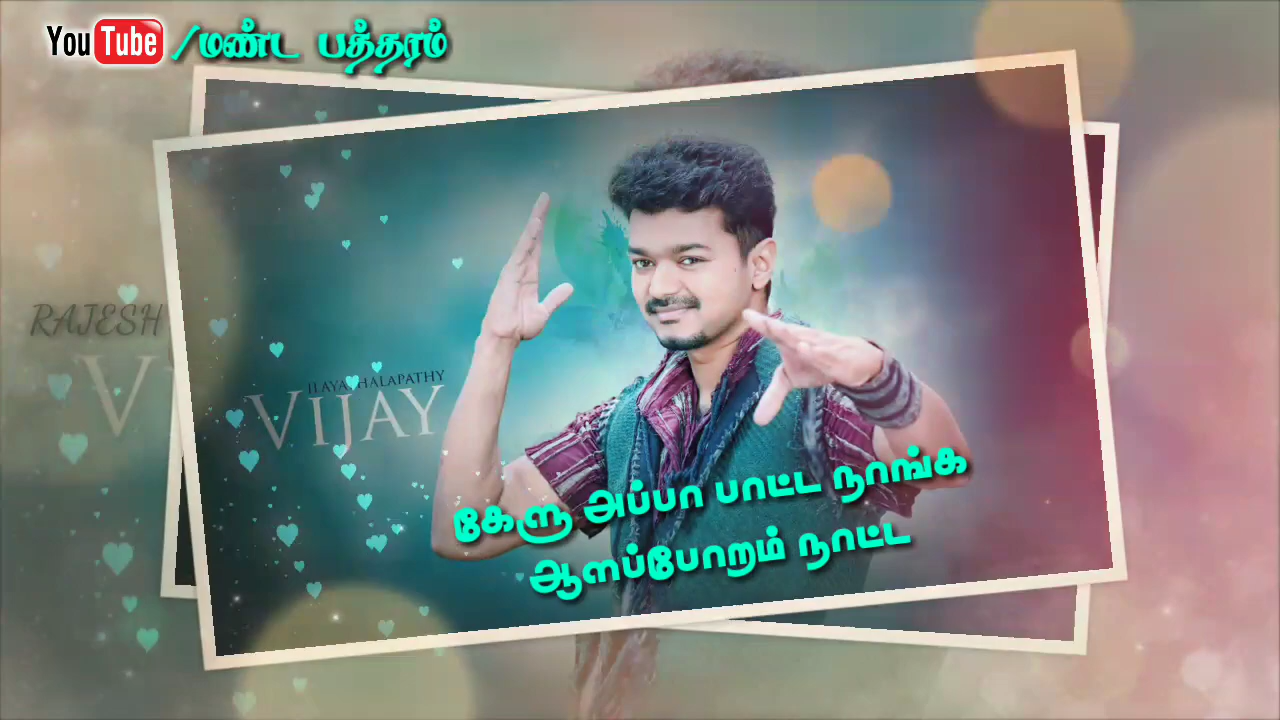 YouTube /மண்ட பத்தரம்
RAJESH
V
ILAYATHALAPATHY
VIJAY
கேளு அப்பா பாட்ட நாங்க
ஆளப்போறம் நாட்ட